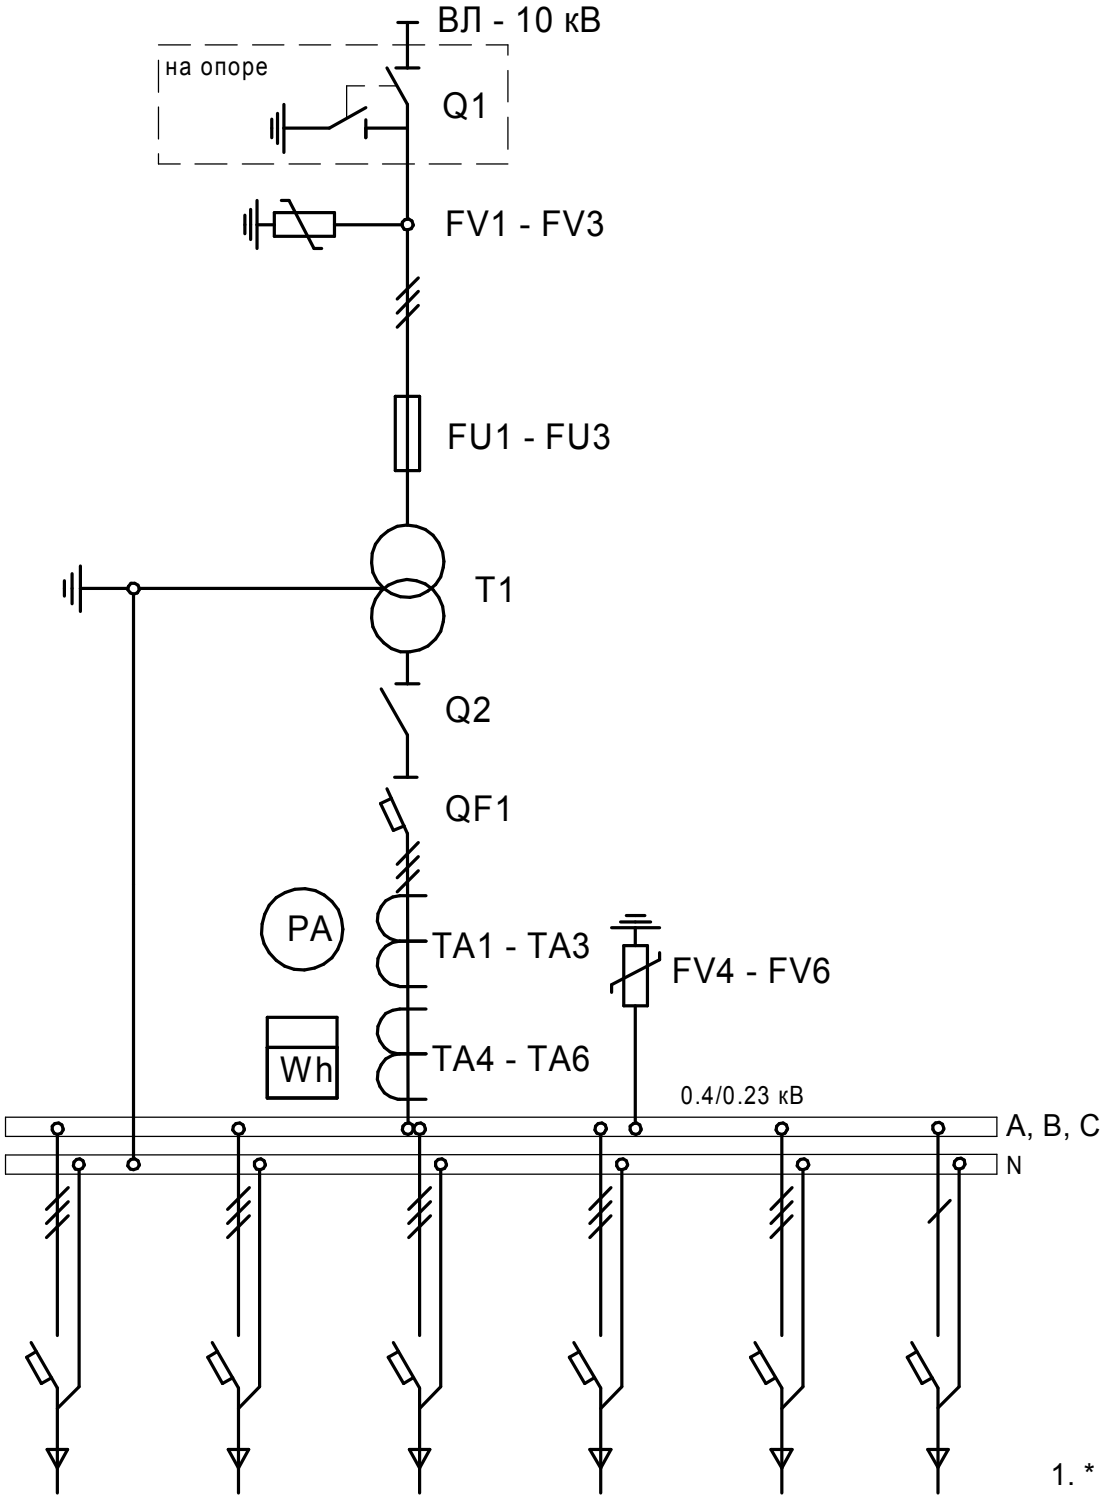 ВЛ - 10 кВ
на опоре
Q1
FV1 - FV3
FU1 - FU3
T1
Q2
QF1
PA
TA1 - TA3
FV4 - FV6
Wh
TA4 - TA6
0.4/0.23 кВ
A, B, C
N
1. *